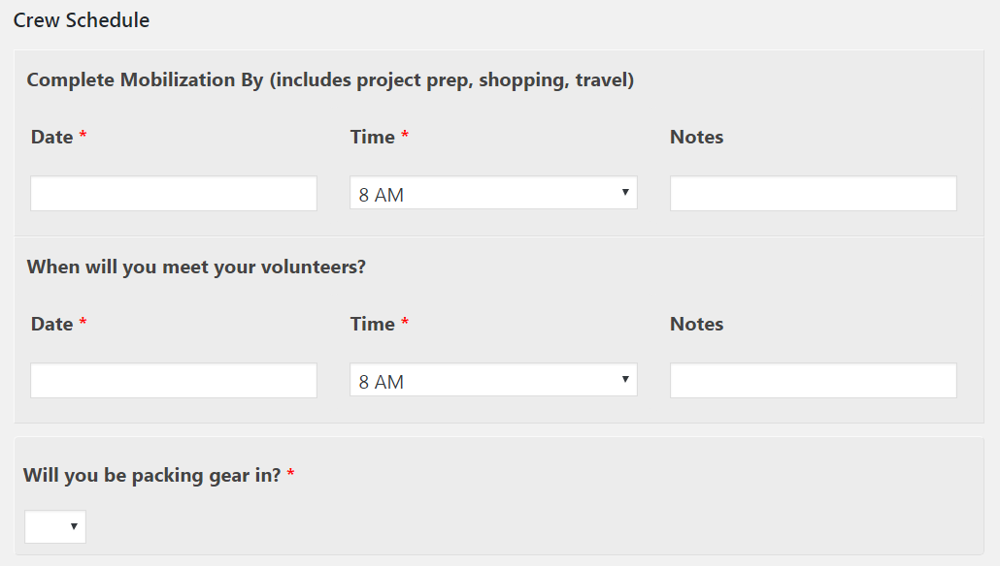 Crew Schedule
Complete Mobilization By (includes project prep, shopping, travel)
Date * Time * Notes
8 AM
When will you meet your volunteers?
Date * Time * Notes
8 AM
Will you be packing gear in? *